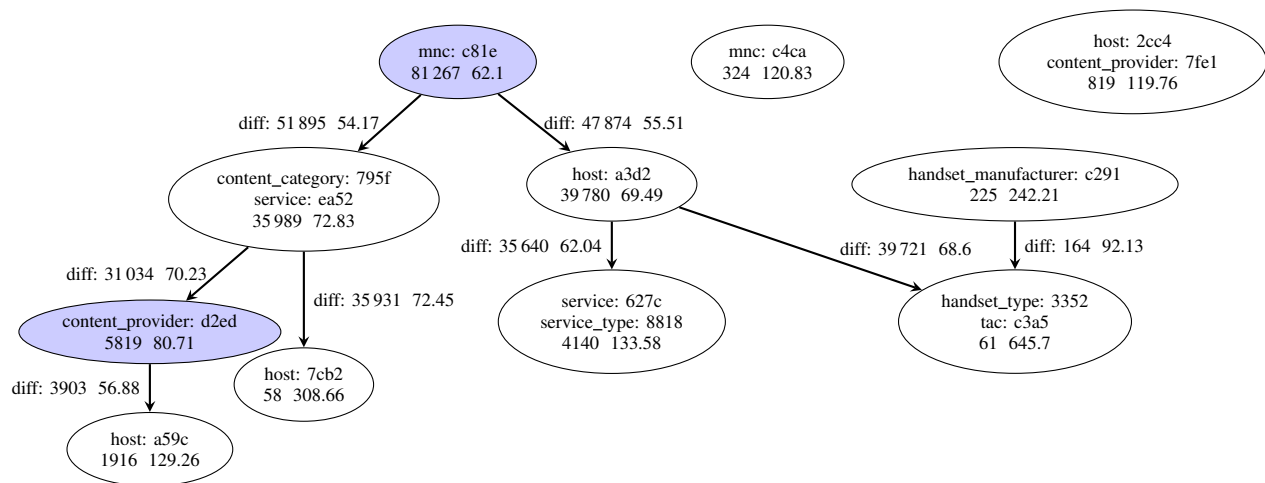 mnc: c81e
81 267 62.1
mnc: c4ca
324 120.83
host: 2cc4
content_provider: 7fe1
819 119.76
diff: 51 895 54.17
diff: 47 874 55.51
content_category: 795f
service: ea52
35 989 72.83
host: a3d2
39 780 69.49
handset_manufacturer: c291
225 242.21
diff: 31 034 70.23
diff: 35 931 72.45
diff: 35 640 62.04
diff: 39 721 68.6
diff: 164 92.13
content_provider: d2ed
5819 80.71
host: 7cb2
58 308.66
service: 627c
service_type: 8818
4140 133.58
handset_type: 3352
tac: c3a5
61 645.7
diff: 3903 56.88
host: a59c
1916 129.26